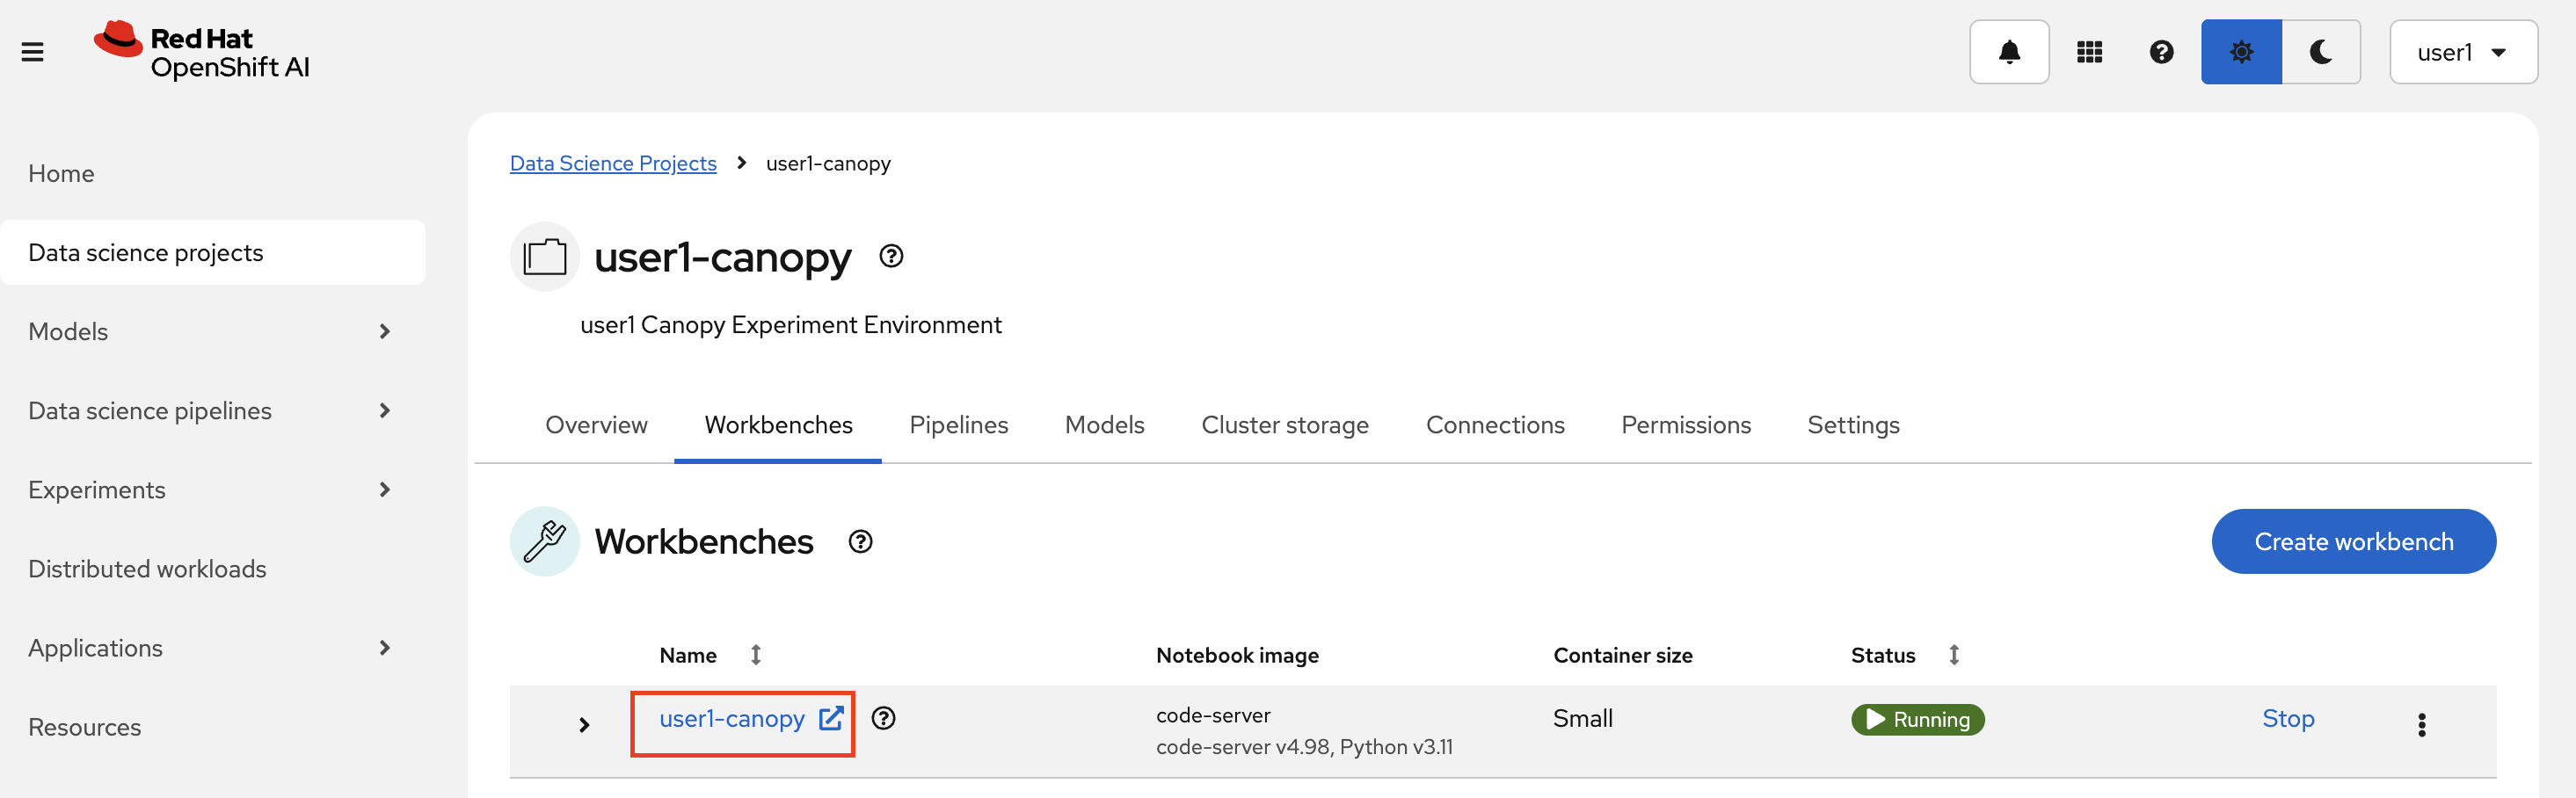 Red Hat
OpenShift AI
user1
Home
Data science projects
Models
Data science pipelines
Experiments
Distributed workloads
Applications
Resources
Data Science Projects > user1-canopy
user1-canopy
user1 Canopy Experiment Environment
Overview Workbenches Pipelines Models Cluster storage Connections Permissions Settings
Workbenches
Create workbench
Name Notebook image Container size Status
user1-canopy code-server Small Running Stop
code-server v4.98, Python v3.11